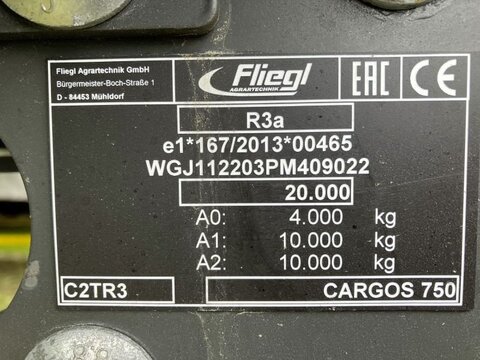 Fliegl Agrartechnik GmbH
Bürgermeister-Boch-Straße 1
D - 84453 Mühldorf
Fliegl
AGRARTECHNIK
EAC CE
R3a
e1*167/2013*00465
WGJ112203PM409022
20.000
A0: 4.000 kg
A1: 10.000 kg
A2: 10.000 kg
C2TR3 CARGOS 750